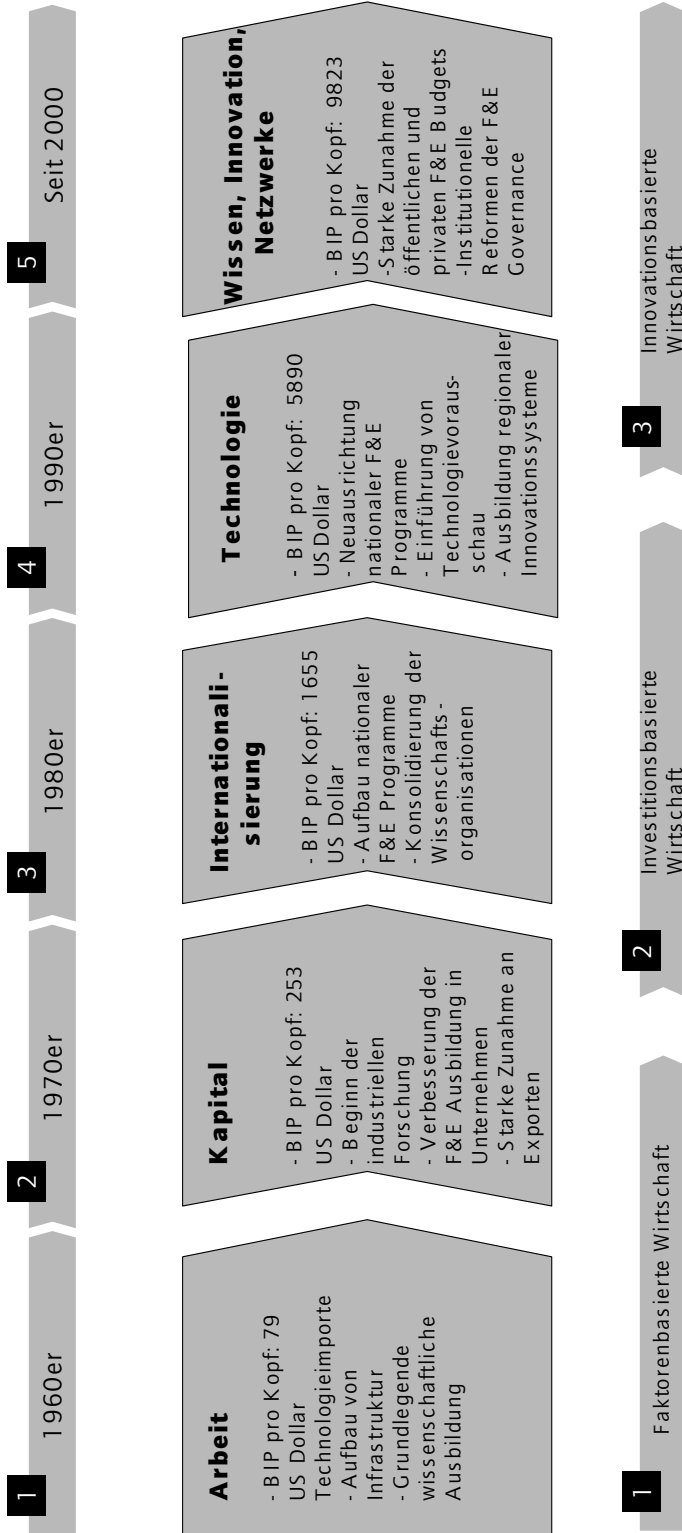 1
1960er
2
1970er
3
1980er
4
1990er
5
Seit 2000
Arbeit
- BIP pro Kopf: 79
US Dollar
Technologieimporte
- Aufbau von
Infrastruktur
- Grundlegende
wissenschaftliche
Ausbildung
Kapital
- BIP pro Kopf: 253
US Dollar
- Beginn der
industriellen
Forschung
- Verbesserung der
F&E Ausbildung in
Unternehmen
- Starke Zunahme an
Exporten
Internationali-
sierung
- BIP pro Kopf: 1655
US Dollar
- Aufbau nationaler
F&E Programme
- Konsolidierung der
Wissenschafts-
organisationen
Technologie
- BIP pro Kopf: 5890
US Dollar
- Neuausrichtung
nationaler F&E
Programme
- Einführung von
Technologievoraus-
schau
- Ausbildung regionaler
Innovationssysteme
Wissen, Innovation,
Netzwerke
- BIP pro Kopf: 9823
US Dollar
-Starke Zunahme der
öffentlichen und
privaten F&E Budgets
-Institutionelle
Reformen der F&E
Governance
1
Faktorenbasierte Wirtschaft
2
Investitionsbasierte
Wirtschaft
3
Innovationsbasierte
Wirtschaft